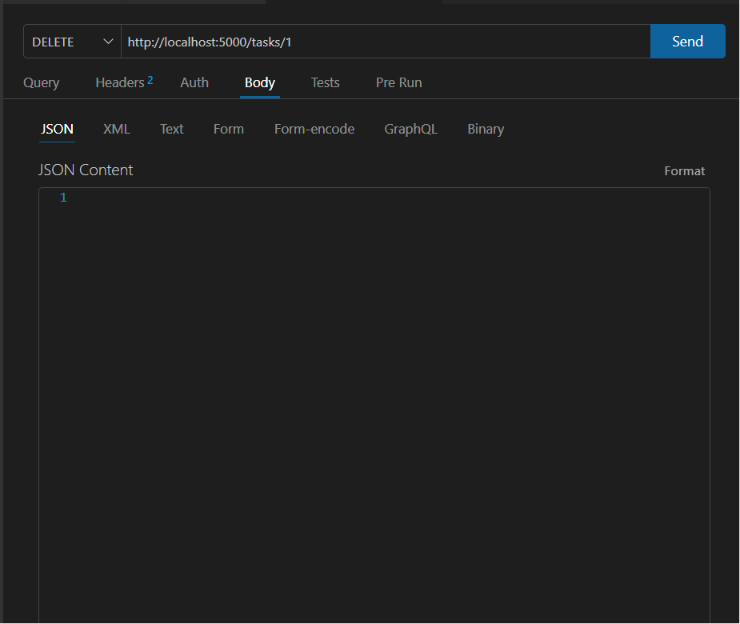 DELETE http://localhost:5000/tasks/1 Send
Query Headers 2 Auth Body Tests Pre Run
JSON XML Text Form Form-encode GraphQL Binary
JSON Content Format
1